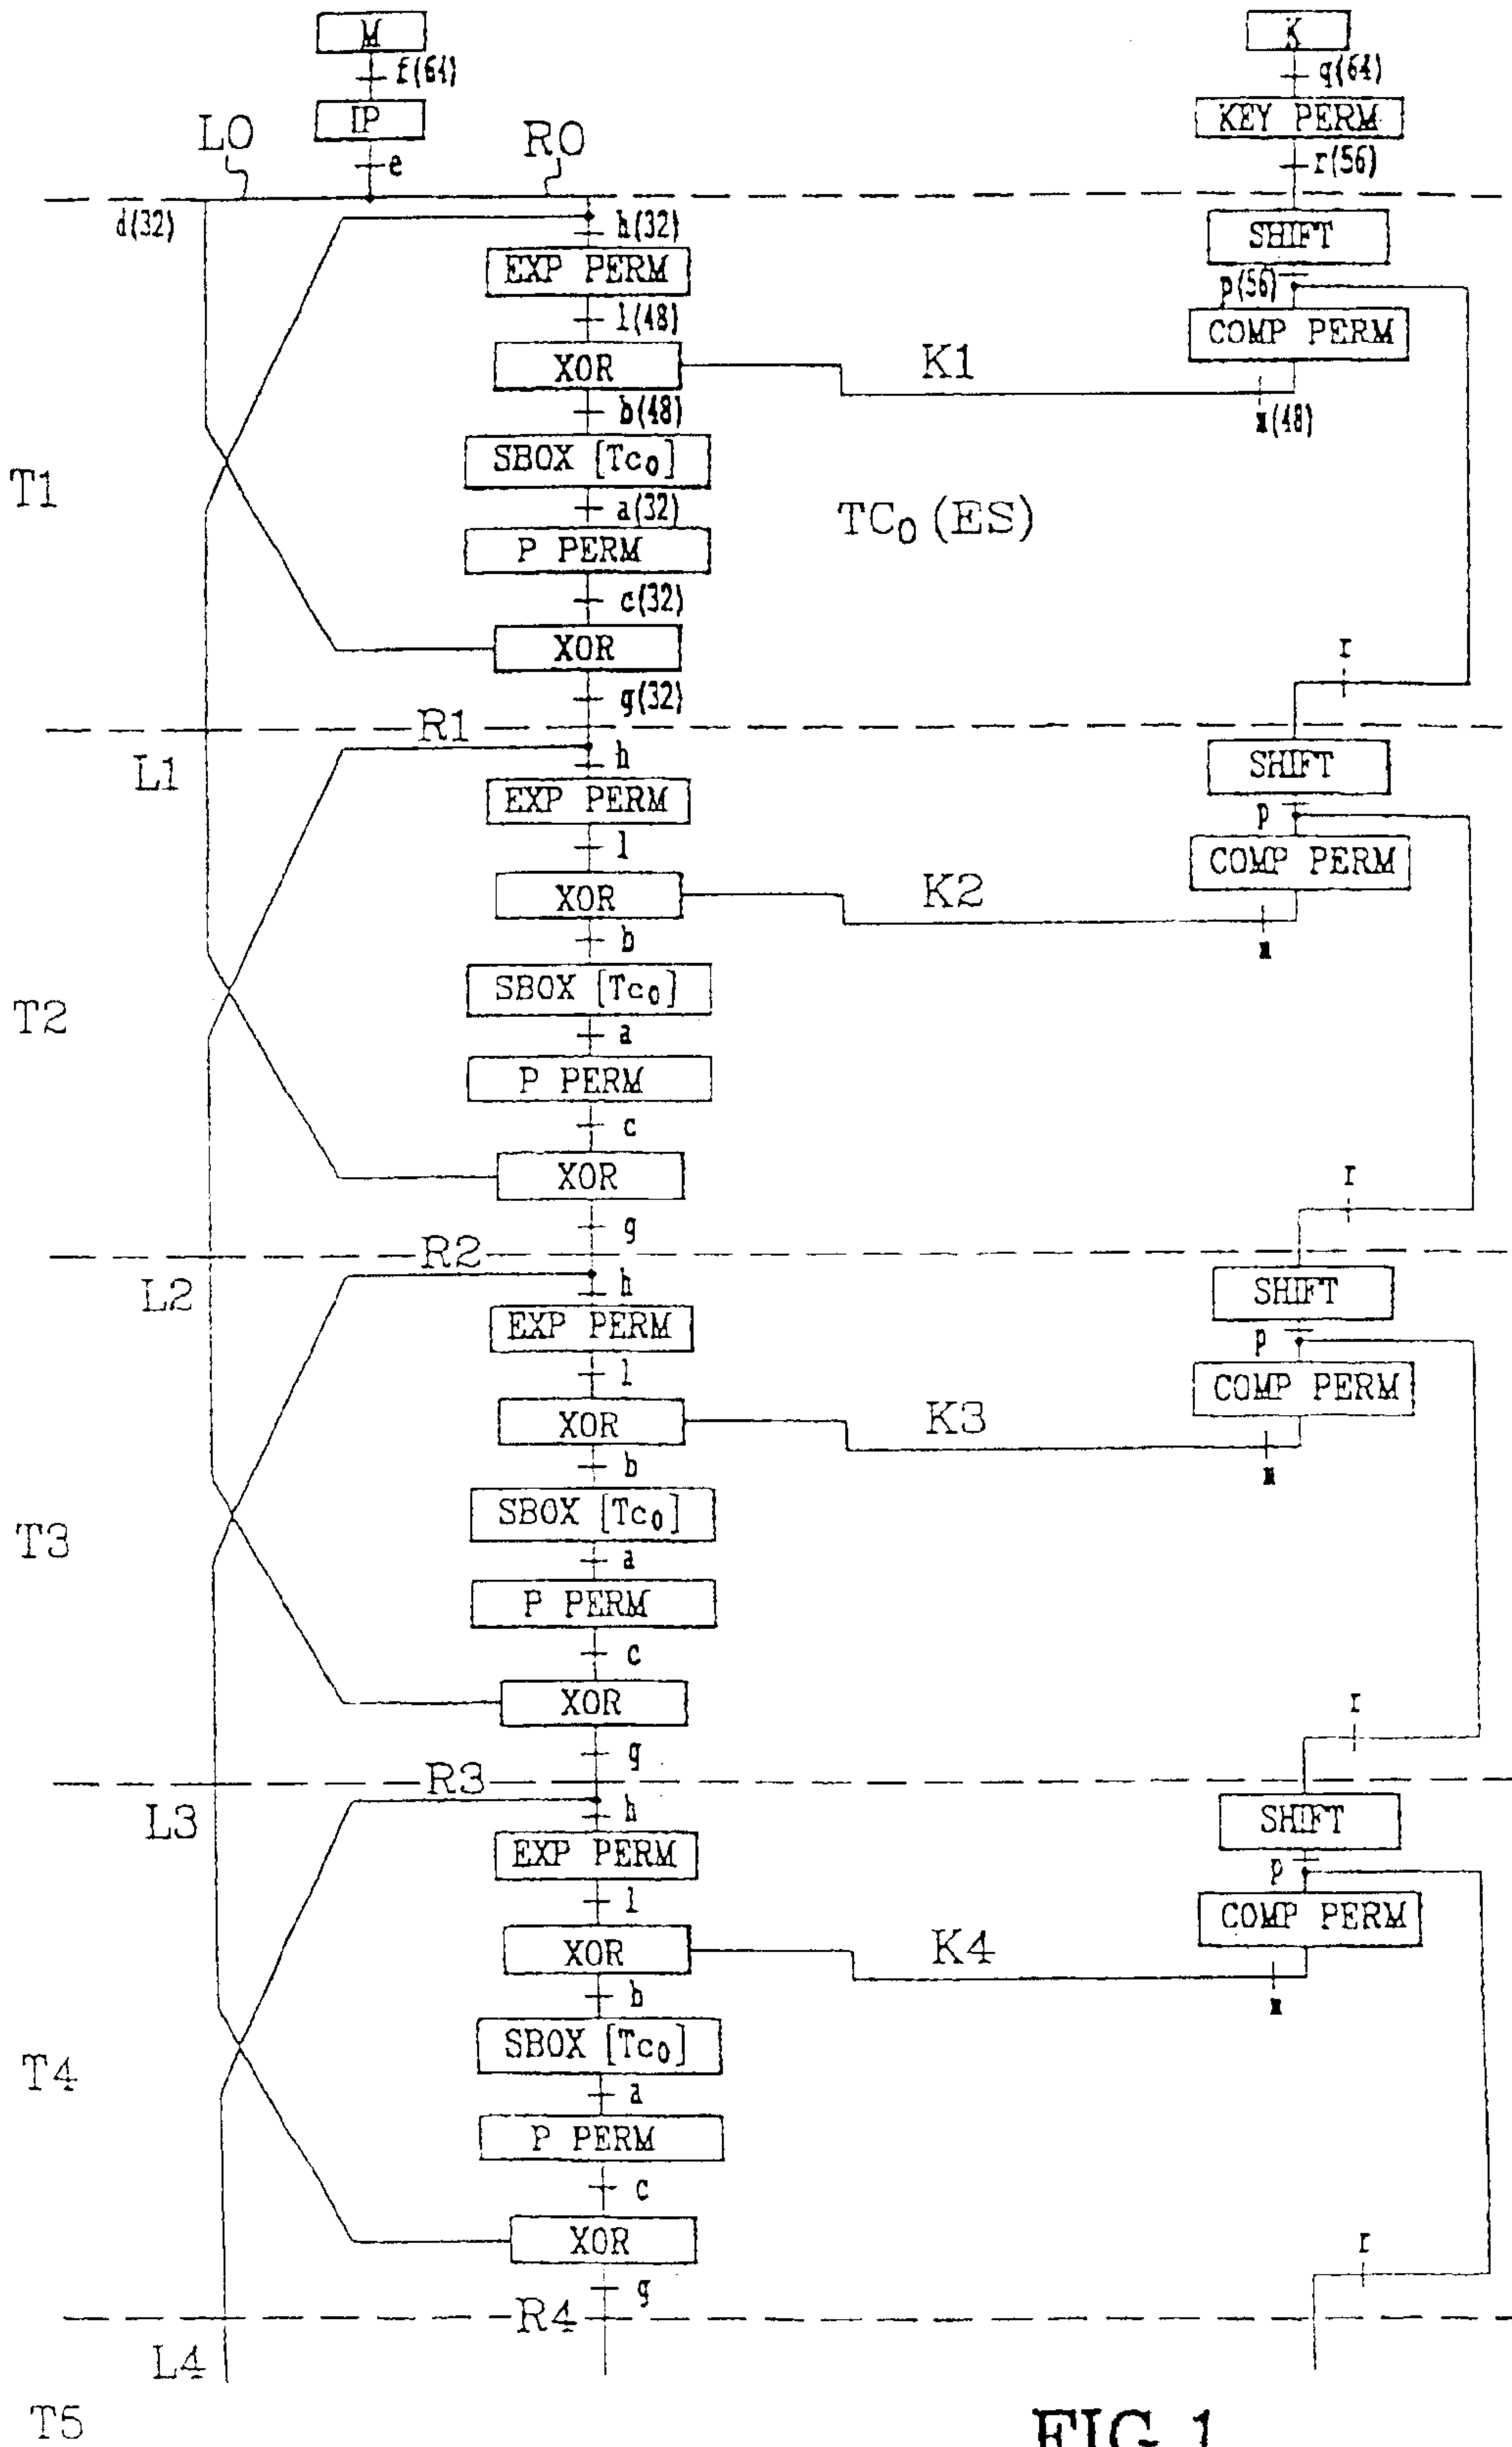 M
K
f(64)
q(64)
IP
KEY PERM
L0
R0
e
r(56)
d(32)
h(32)
SHIFT
EXP PERM
p(56)
l(48)
COMP PERM
XOR
K1
b(48)
m(48)
SBOX [Tc0]
T1
a(32)
TC0 (ES)
P PERM
c(32)
XOR
r
g(32)
R1
L1
h
SHIFT
EXP PERM
p
l
COMP PERM
XOR
K2
b
m
SBOX [Tc0]
T2
a
P PERM
c
XOR
r
g
R2
L2
h
SHIFT
EXP PERM
p
l
COMP PERM
XOR
K3
b
m
SBOX [Tc0]
T3
a
P PERM
c
XOR
r
g
R3
L3
h
SHIFT
EXP PERM
p
l
COMP PERM
XOR
K4
b
m
SBOX [Tc0]
T4
a
P PERM
c
XOR
r
g
R4
L4
T5
FIG_1